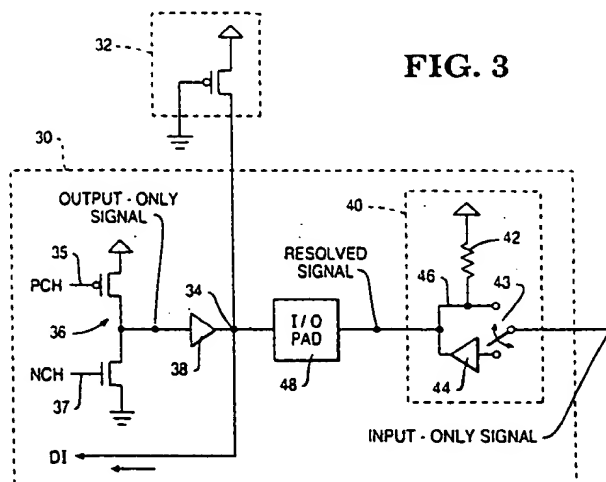 32
FIG. 3
30
OUTPUT-ONLY
SIGNAL
40
35
34
RESOLVED
SIGNAL
46
42
43
PCH
36
I/O
PAD
38
48
44
NCH
37
INPUT-ONLY SIGNAL
DI